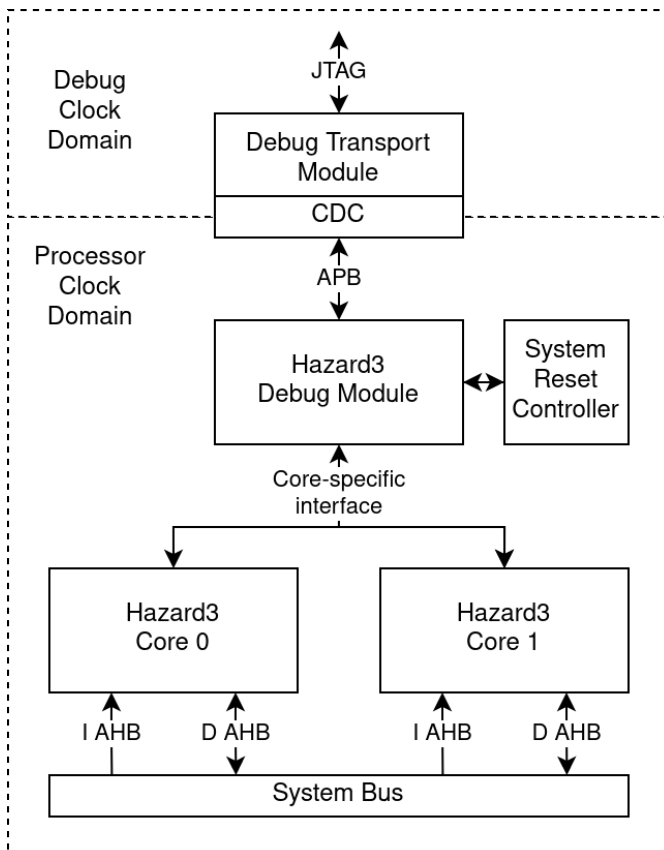 Debug
Clock
Domain
JTAG
Debug Transport
Module
CDC
Processor
Clock
Domain
APB
Hazard3
Debug Module
System
Reset
Controller
Core-specific
interface
Hazard3
Core 0
Hazard3
Core 1
I AHB
D AHB
I AHB
D AHB
System Bus